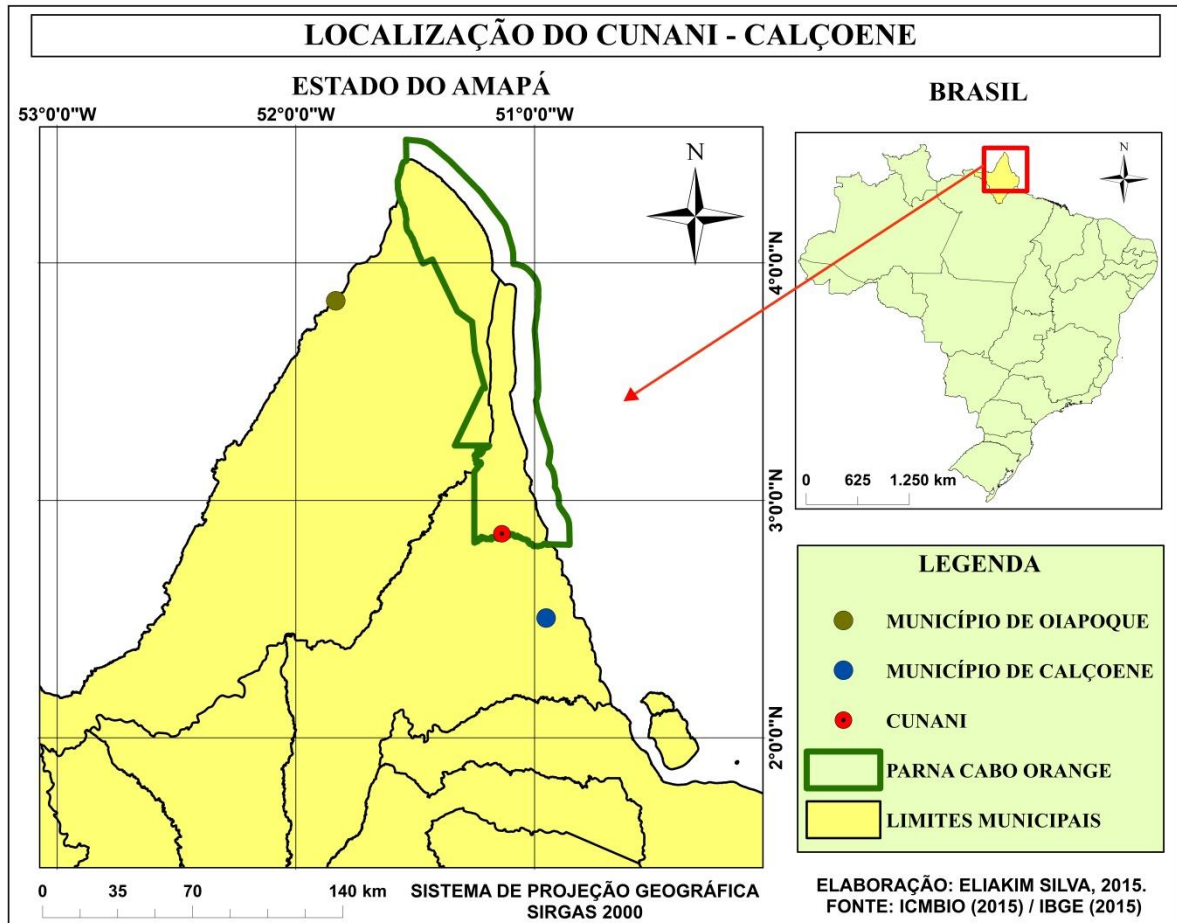 LOCALIZAÇÃO DO CUNANI - CALÇOENE
ESTADO DO AMAPÁ
53°0'0"W
52°0'0"W
51°0'0"W
N
4°0'0"N
3°0'0"N
2°0'0"N
0 35 70 140 km
SISTEMA DE PROJEÇÃO GEOGRÁFICA
SIRGAS 2000
BRASIL
N
0 625 1.250 km
LEGENDA
MUNICÍPIO DE OIAPOQUE
MUNICÍPIO DE CALÇOENE
CUNANI
PARNA CABO ORANGE
LIMITES MUNICIPAIS
ELABORAÇÃO: ELIAKIM SILVA, 2015.
FONTE: ICMBIO (2015) / IBGE (2015)